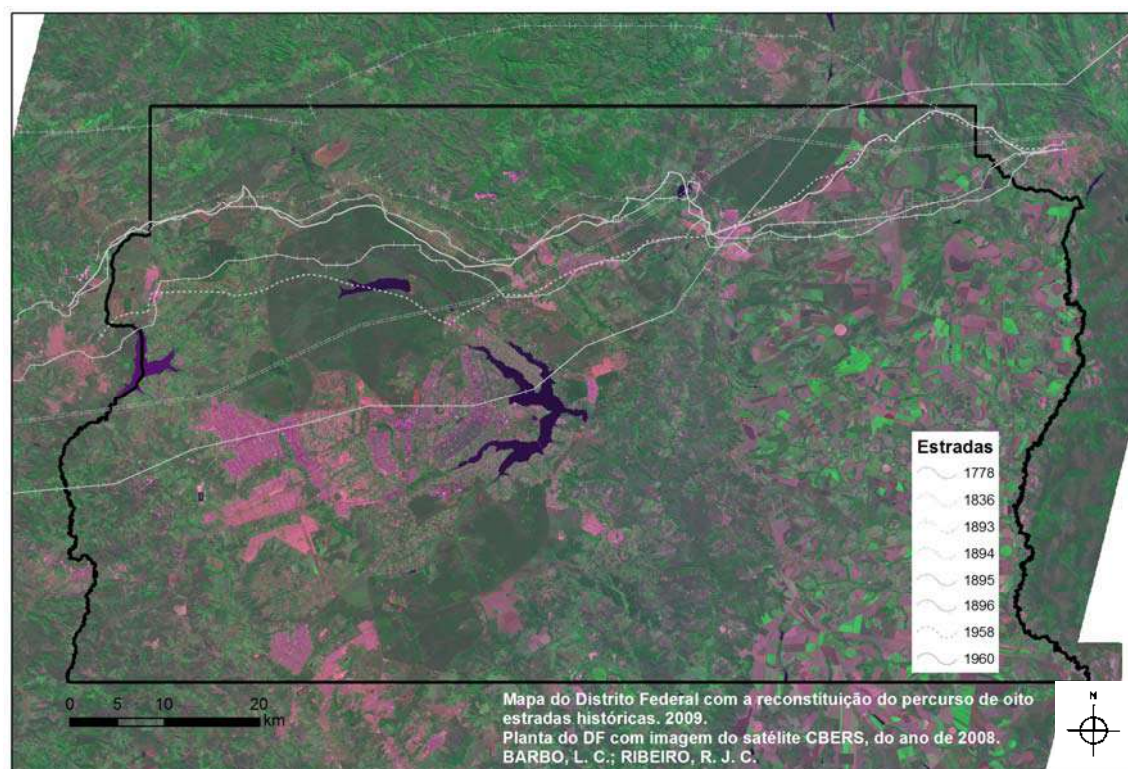 Estradas
1778
1836
1893
1894
1895
1896
1958
1960
0 5 10 20
km
Mapa do Distrito Federal com a reconstituição do percurso de oito
estradas históricas. 2009.
Planta do DF com imagem do satélite CBERS, do ano de 2008.
BARBO, L. C.; RIBEIRO, R. J. C.
N